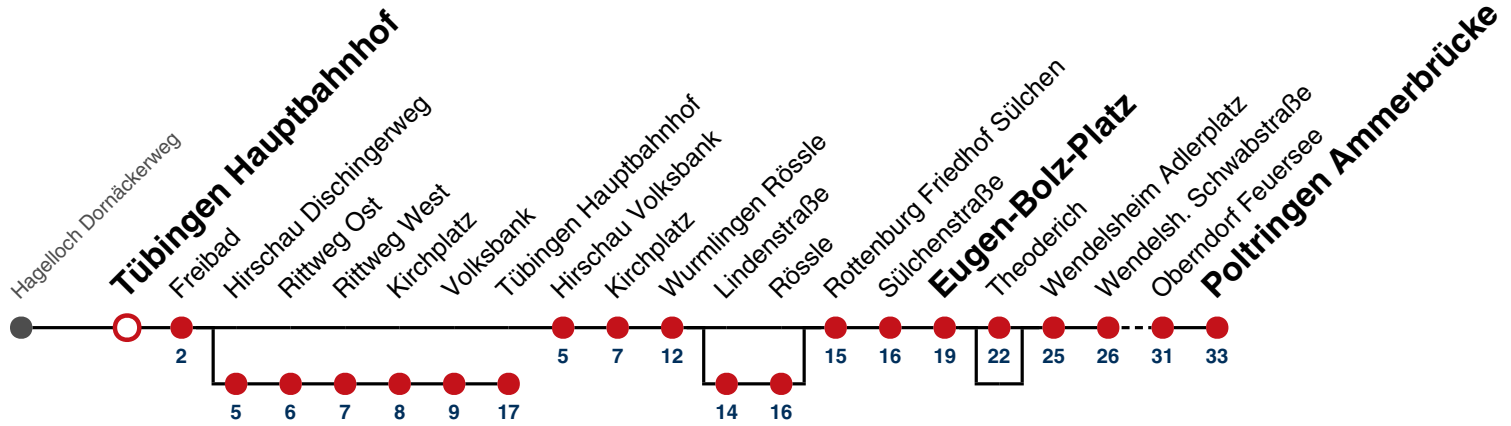 Hagelloch Dornäckerweg
Tübingen Hauptbahnhof
Freibad
Hirschau Dischingerweg
Rittweg Ost
Rittweg West
Kirchplatz
Volksbank
Tübingen Hauptbahnhof
Hirschau Volksbank
Kirchplatz
Wurmlingen Rössle
Lindenstraße
Rössle
Rottenburg Friedhof Sülchen
Sülchenstraße
Eugen-Bolz-Platz
Theoderich
Wendelsheim Adlerplatz
Wendelsh. Schwabstraße
Oberndorf Feuersee
Poltringen Ammerbrücke
2 5 7 12 15 16 19 22 25 26 31 33
5 6 7 8 9 17 14 16